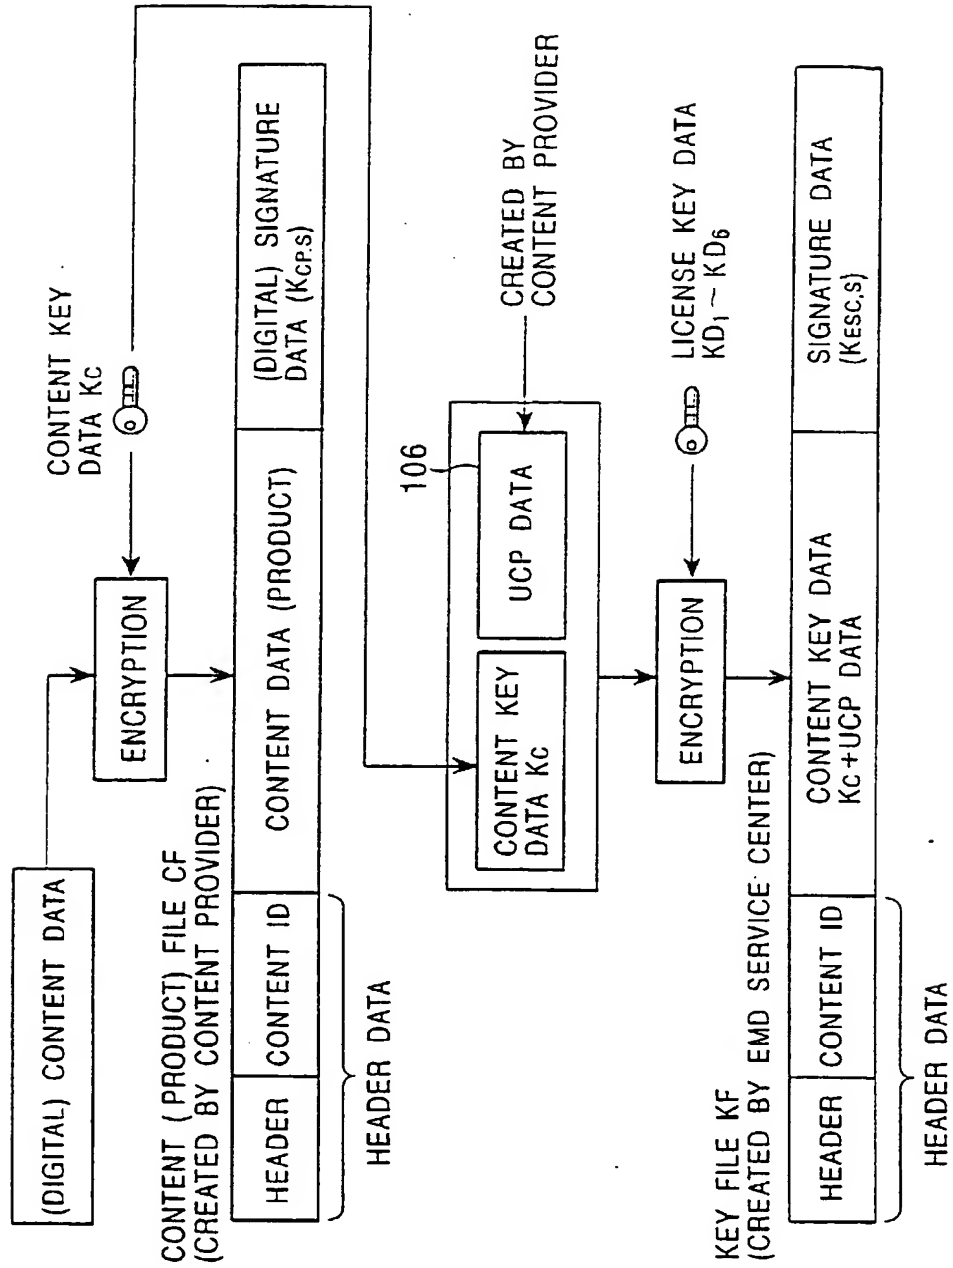 (DIGITAL) CONTENT DATA
CONTENT KEY
DATA Kc
ENCRYPTION
CONTENT (PRODUCT) FILE CF
(CREATED BY CONTENT PROVIDER)
HEADER
CONTENT ID
CONTENT DATA (PRODUCT)
(DIGITAL) SIGNATURE
DATA (KCP.S)
HEADER DATA
CONTENT KEY
DATA Kc
UCP DATA
106
CREATED BY
CONTENT PROVIDER
ENCRYPTION
LICENSE KEY DATA
KD1 ~ KD6
KEY FILE KF
(CREATED BY EMD SERVICE CENTER)
HEADER
CONTENT ID
CONTENT KEY DATA
Kc+UCP DATA
SIGNATURE DATA
(KESC,S)
HEADER DATA